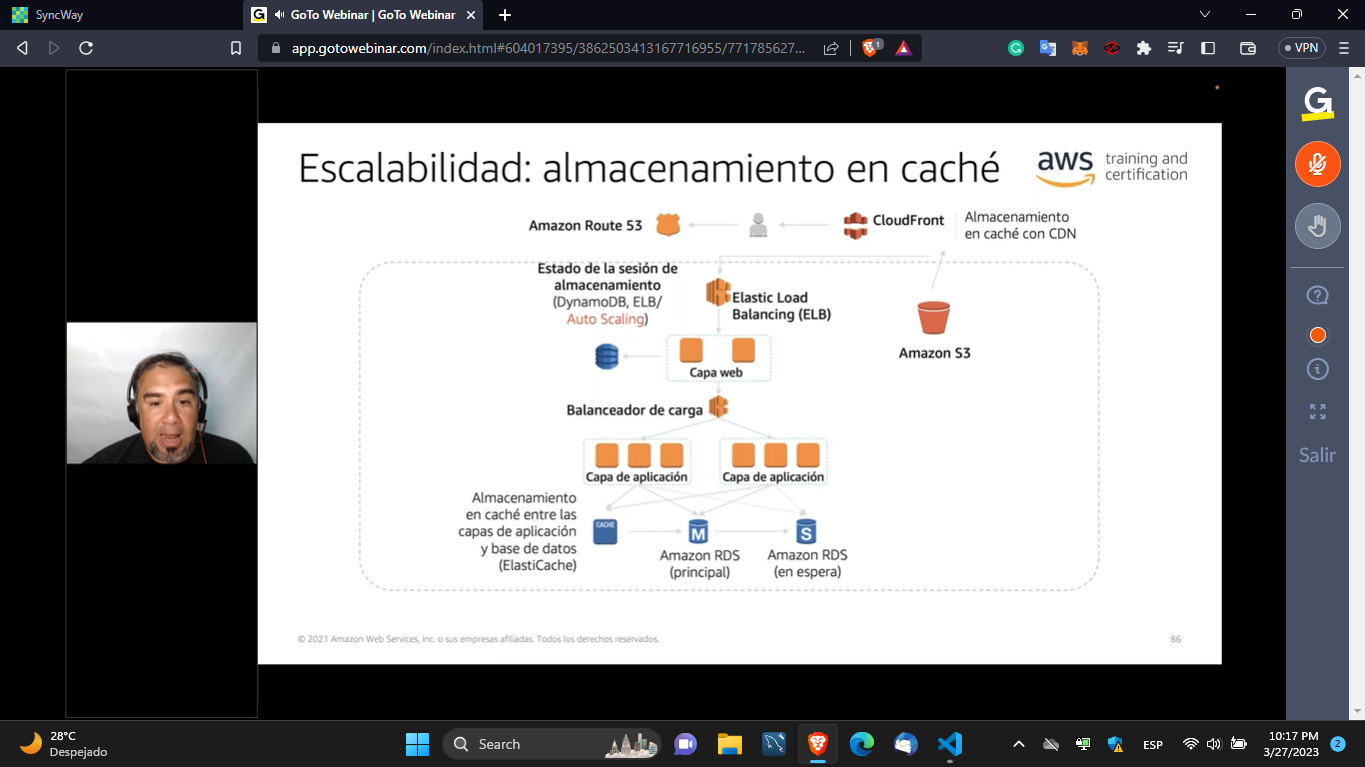 SyncWay
GoTo Webinar | GoTo Webinar
app.gotowebinar.com/index.html#604017395/3862503413167716955/771785627...
1
VPN
Escalabilidad: almacenamiento en caché
aws training and
certification
Amazon Route 53
CloudFront
Almacenamiento
en caché con CDN
Estado de la sesión de
almacenamiento
(DynamoDB, ELB/
Auto Scaling)
Elastic Load
Balancing (ELB)
Amazon S3
Capa web
Balanceador de carga
Capa de aplicación
Capa de aplicación
Almacenamiento
en caché entre las
capas de aplicación
y base de datos
(ElastiCache)
CACHE
M
S
Amazon RDS
(principal)
Amazon RDS
(en espera)
© 2021 Amazon Web Services, Inc. o sus empresas afiliadas. Todos los derechos reservados.
86
G
Salir
28°C
Despejado
Search
ESP
10:17 PM
3/27/2023
2